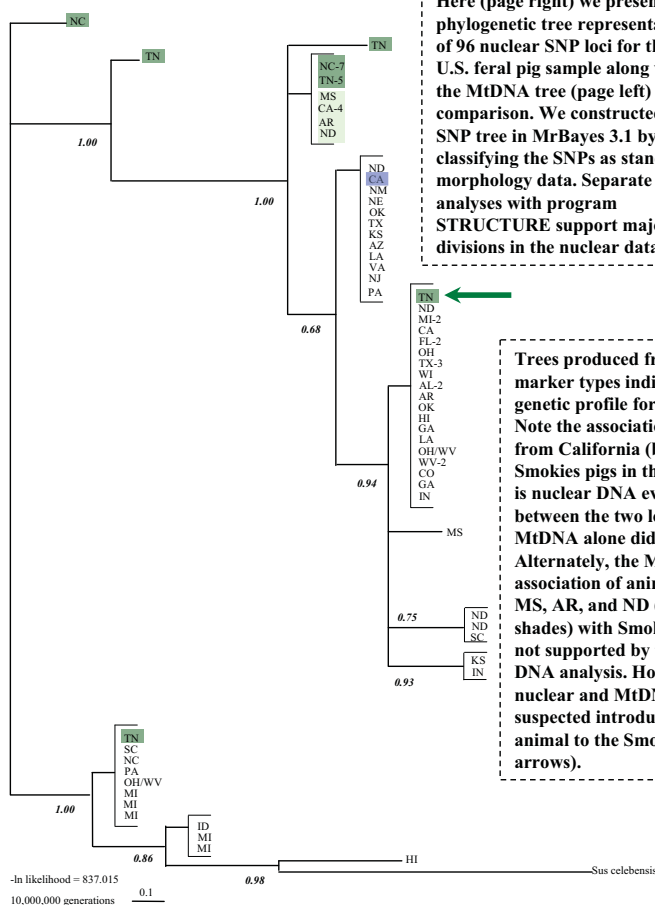 NC
TN
1.00
TN
NC-7
TN-5
MS
CA-4
AR
ND
1.00
ND
CA
NM
NE
OK
TX
KS
AZ
LA
VA
NJ
PA
0.68
TN
ND
MI-2
CA
FL-2
OH
TX-3
WI
AL-2
AR
OK
HI
GA
LA
OH/WV
WV-2
CO
GA
IN
0.94
MS
0.75
ND
ND
SC
0.93
KS
IN
TN
SC
NC
PA
OH/WV
MI
MI
MI
1.00
ID
MI
MI
0.86
HI
0.98
Sus celebensis
-ln likelihood = 837.015
10,000,000 generations
0.1
Here (page right) we presen
phylogenetic tree representa
of 96 nuclear SNP loci for th
U.S. feral pig sample along
the MtDNA tree (page left)
comparison. We constructed
SNP tree in MrBayes 3.1 by
classifying the SNPs as stan
morphology data. Separate
analyses with program
STRUCTURE support majo
divisions in the nuclear data
Trees produced fr
marker types indi
genetic profile for
Note the associatio
from California (b
Smokies pigs in th
is nuclear DNA ev
between the two lo
MtDNA alone did
Alternately, the M
association of anim
MS, AR, and ND (
shades) with Smok
not supported by
DNA analysis. Ho
nuclear and MtDN
suspected introdu
animal to the Smo
arrows).